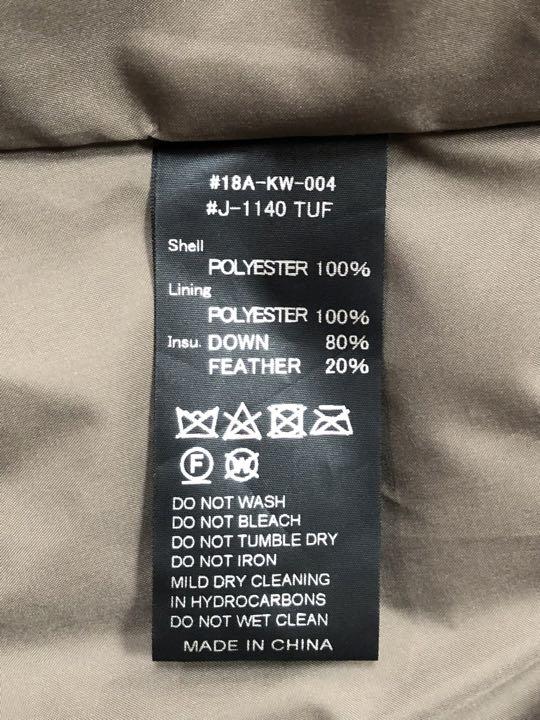 #18A-KW-004
#J-1140 TUF
Shell
POLYESTER 100%
Lining
POLYESTER 100%
Insu. DOWN 80%
FEATHER 20%
F W
DO NOT WASH
DO NOT BLEACH
DO NOT TUMBLE DRY
DO NOT IRON
MILD DRY CLEANING
IN HYDROCARBONS
DO NOT WET CLEAN
MADE IN CHINA